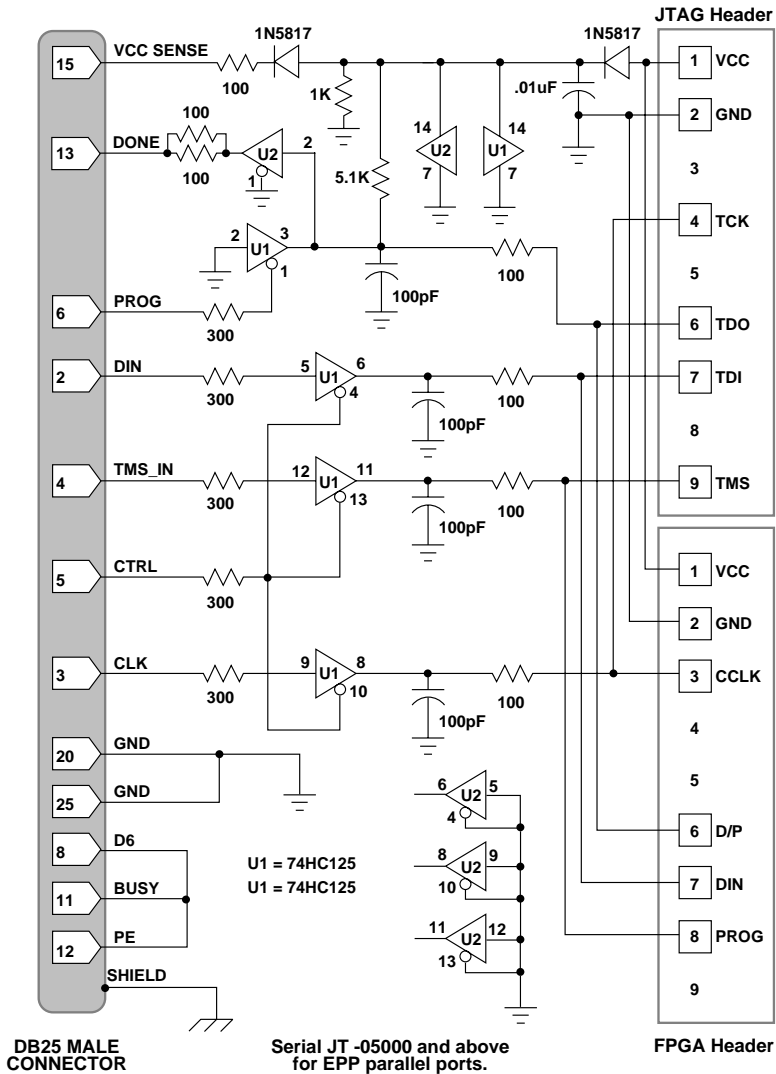 JTAG Header
15 VCC SENSE
1N5817
1N5817
1 VCC
100
1K
.01uF
2 GND
100
13 DONE
U2
2
1
100
14
U2
7
14
U1
7
5.1K
3
4 TCK
2
U1
3
1
100
5
100pF
6 PROG
300
6 TDO
2 DIN
300
5
U1
6
4
100
7 TDI
100pF
8
4 TMS_IN
300
12
U1
11
13
100
9 TMS
100pF
5 CTRL
300
1 VCC
2 GND
3 CLK
300
9
U1
8
10
100
3 CCLK
100pF
4
20 GND
5
25 GND
6
U2
5
4
8 D6
6 D/P
U1 = 74HC125
U1 = 74HC125
8
U2
9
10
7 DIN
11 BUSY
12 PE
11
U2
12
13
8 PROG
SHIELD
9
DB25 MALE
CONNECTOR
Serial JT -05000 and above
for EPP parallel ports.
FPGA Header